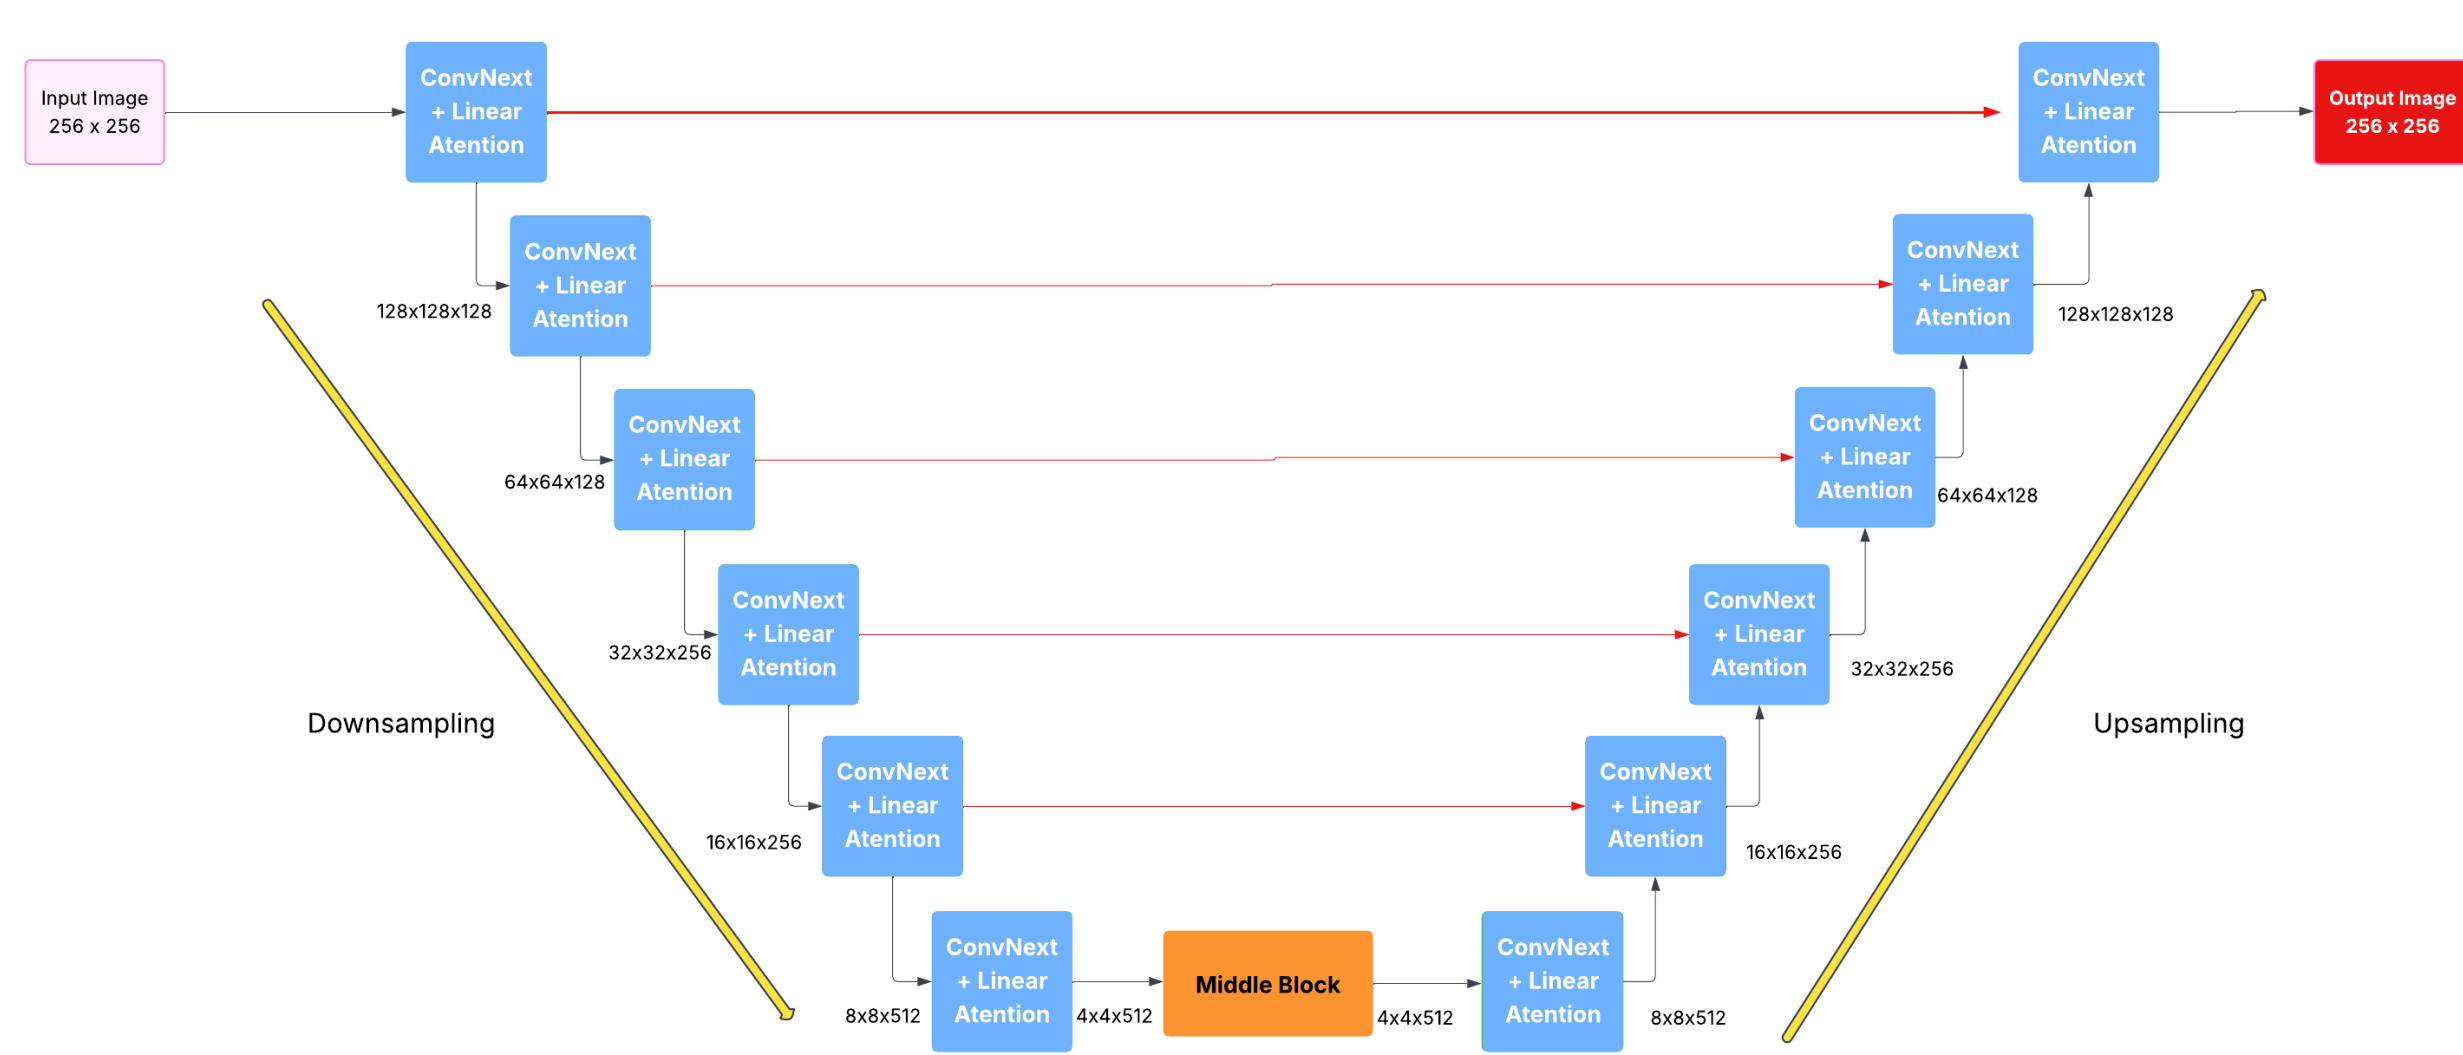 Input Image
256 x 256
ConvNext
+ Linear
Atention
ConvNext
+ Linear
Atention
Output Image
256 x 256
ConvNext
+ Linear
Atention
128x128x128
ConvNext
+ Linear
Atention
128x128x128
ConvNext
+ Linear
Atention
64x64x128
ConvNext
+ Linear
Atention
64x64x128
ConvNext
+ Linear
Atention
32x32x256
ConvNext
+ Linear
Atention
32x32x256
Downsampling
Upsampling
ConvNext
+ Linear
Atention
16x16x256
ConvNext
+ Linear
Atention
16x16x256
ConvNext
+ Linear
Atention
8x8x512
4x4x512
Middle Block
4x4x512
ConvNext
+ Linear
Atention
8x8x512